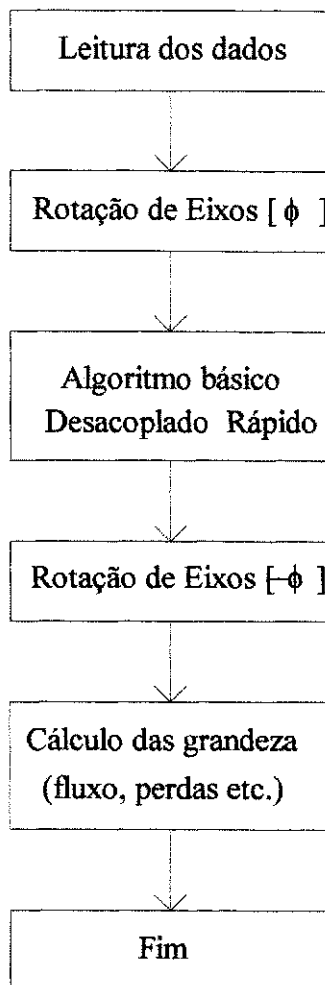 Leitura dos dados
Rotação de Eixos [ ϕ ]
Algoritmo básico
Desacoplado Rápido
Rotação de Eixos [-ϕ ]
Cálculo das grandeza
(fluxo, perdas etc.)
Fim